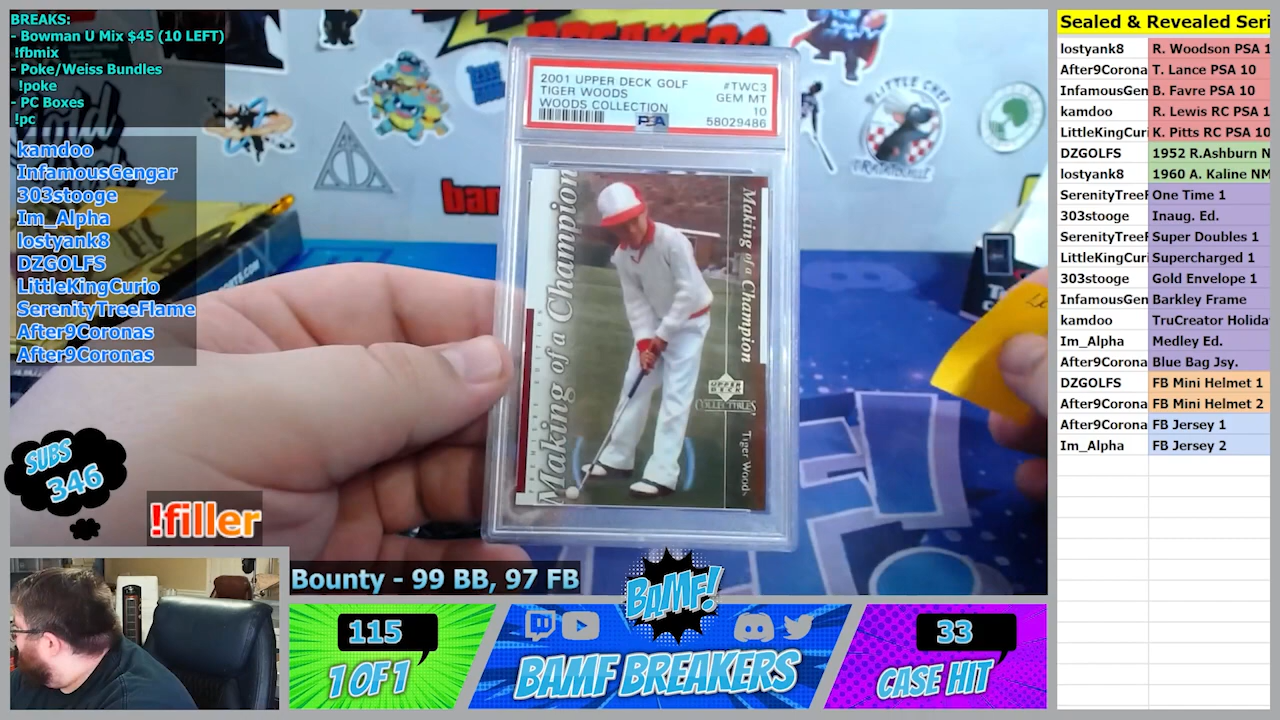 BREAKS:
- Bowman U Mix $45 (10 LEFT)
!fbmix
- Poke/Weiss Bundles
!poke
- PC Boxes
!pc
kamdoo
InfamousGengar
303stooge
Im_Alpha
lostyank8
DZGOLFS
LittleKingCurio
SerenityTreeFlame
After9Coronas
After9Coronas
SUBS
346
!filler
2001 UPPER DECK GOLF #TWC3
TIGER WOODS GEM MT
WOODS COLLECTION 10
PSA 58029486
Making of a Champion
Making of a Champion
UPPER DECK
COLLECTIBLES
Tiger Woods
Bounty - 99 BB, 97 FB
BAMF!
115
1 OF 1
BAMF BREAKERS
33
CASE HIT
Sealed & Revealed Seri
lostyank8 R. Woodson PSA 1
After9Corona T. Lance PSA 10
InfamousGen B. Favre PSA 10
kamdoo R. Lewis RC PSA 1
LittleKingCuri K. Pitts RC PSA 10
DZGOLFS 1952 R.Ashburn N
lostyank8 1960 A. Kaline NM
SerenityTreeF One Time 1
303stooge Inaug. Ed.
SerenityTreeF Super Doubles 1
LittleKingCuri Supercharged 1
303stooge Gold Envelope 1
InfamousGen Barkley Frame
kamdoo TruCreator Holida
Im_Alpha Medley Ed.
After9Corona Blue Bag Jsy.
DZGOLFS FB Mini Helmet 1
After9Corona FB Mini Helmet 2
After9Corona FB Jersey 1
Im_Alpha FB Jersey 2